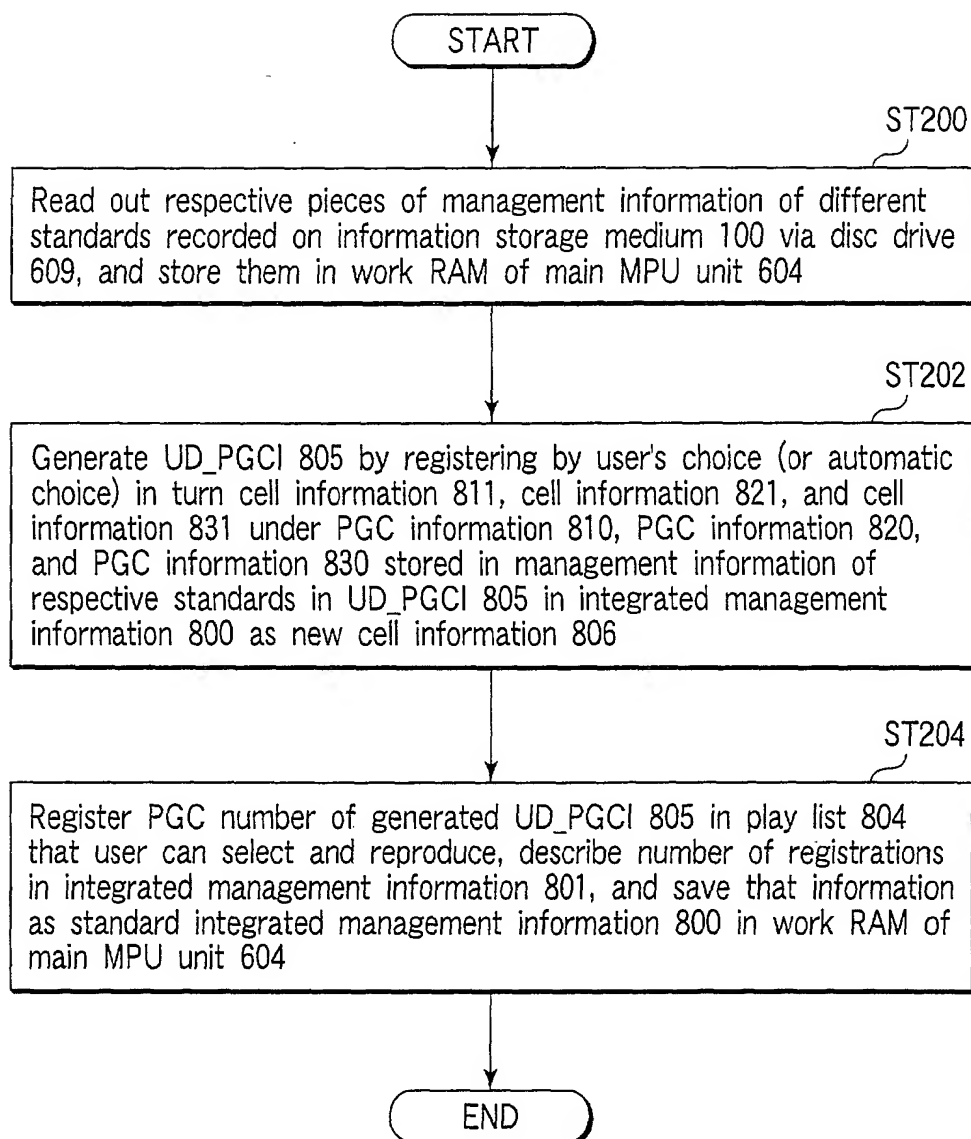 START
ST200
Read out respective pieces of management information of different
standards recorded on information storage medium 100 via disc drive
609, and store them in work RAM of main MPU unit 604
ST202
Generate UD_PGCI 805 by registering by user's choice (or automatic
choice) in turn cell information 811, cell information 821, and cell
information 831 under PGC information 810, PGC information 820,
and PGC information 830 stored in management information of
respective standards in UD_PGCI 805 in integrated management
information 800 as new cell information 806
ST204
Register PGC number of generated UD_PGCI 805 in play list 804
that user can select and reproduce, describe number of registrations
in integrated management information 801, and save that information
as standard integrated management information 800 in work RAM of
main MPU unit 604
END